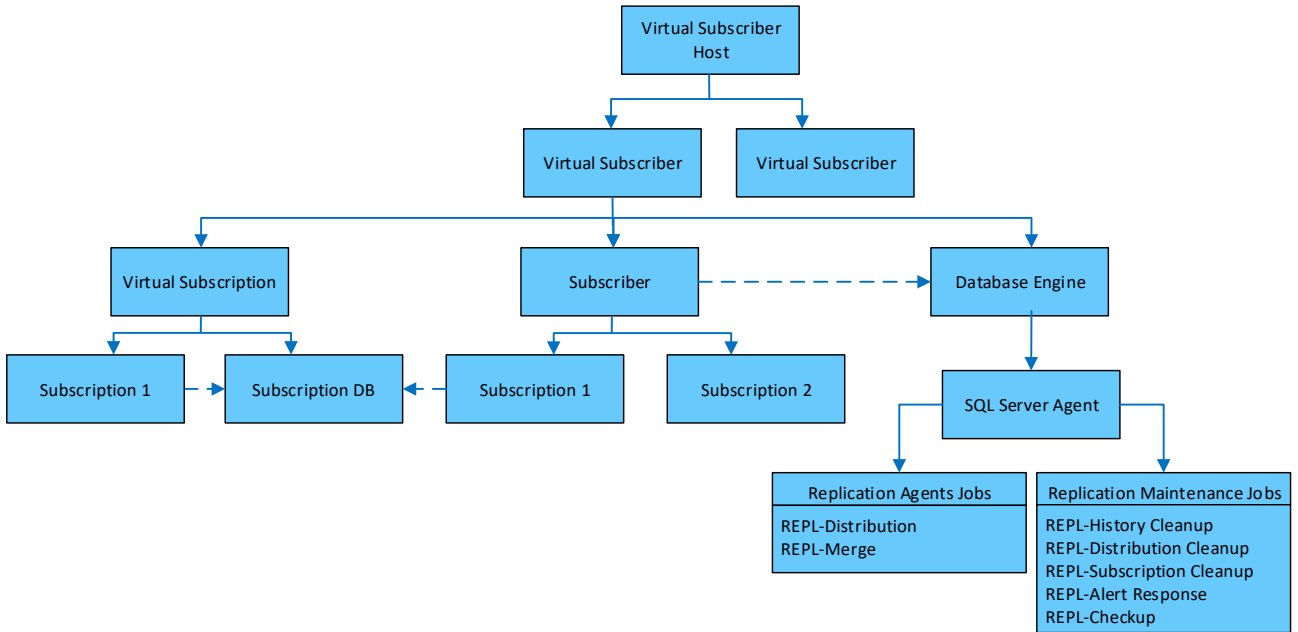 Virtual Subscriber
Host
Virtual Subscriber
Virtual Subscriber
Virtual Subscription
Subscriber
Database Engine
Subscription 1
Subscription DB
Subscription 1
Subscription 2
SQL Server Agent
Replication Agents Jobs
REPL-Distribution
REPL-Merge
Replication Maintenance Jobs
REPL-History Cleanup
REPL-Distribution Cleanup
REPL-Subscription Cleanup
REPL-Alert Response
REPL-Checkup